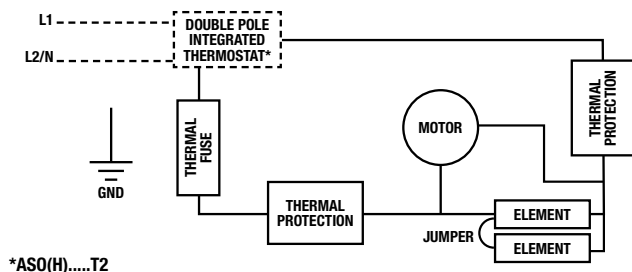 L1
L2/N
DOUBLE POLE
INTEGRATED
THERMOSTAT*
THERMAL
PROTECTION
MOTOR
THERMAL
FUSE
GND
THERMAL
PROTECTION
ELEMENT
JUMPER
ELEMENT
*ASO(H).....T2